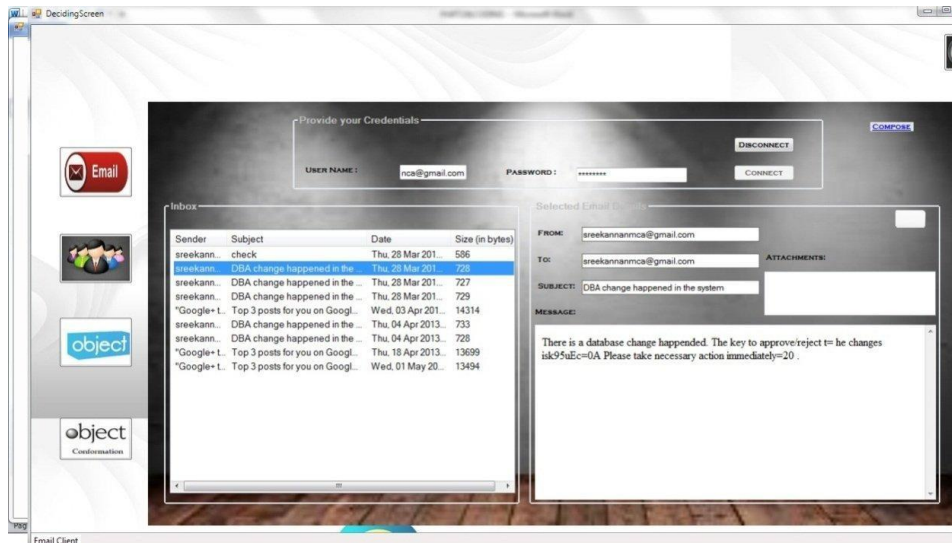 DecidingScreen
Provide your Credentials
COMPOSE
DISCONNECT
USER NAME :
nca@gmail.com
PASSWORD :
********
CONNECT
Email
Inbox
Sender Subject Date Size (in bytes)
sreekann... check Thu, 28 Mar 201... 586
sreekann... DBA change happened in the ... Thu, 28 Mar 201... 728
sreekann... DBA change happened in the ... Thu, 28 Mar 201... 727
sreekann... DBA change happened in the ... Thu, 28 Mar 201... 729
"Google+ t... Top 3 posts for you on Googl... Wed, 03 Apr 201... 14314
sreekann... DBA change happened in the ... Thu, 04 Apr 2013... 733
sreekann... DBA change happened in the ... Thu, 04 Apr 2013... 728
"Google+ t... Top 3 posts for you on Googl... Thu, 18 Apr 2013... 13699
"Google+ t... Top 3 posts for you on Googl... Wed, 01 May 20... 13494
Selected Email
FROM: sreekannanmca@gmail.com
TO: sreekannanmca@gmail.com
ATTACHMENTS:
SUBJECT: DBA change happened in the system
MESSAGE:
There is a database change happended. The key to approve/reject t= he changes
isk95uEc=0A Please take necessary action immediately=20 .
object
object
Conformation
Pag
Email Client